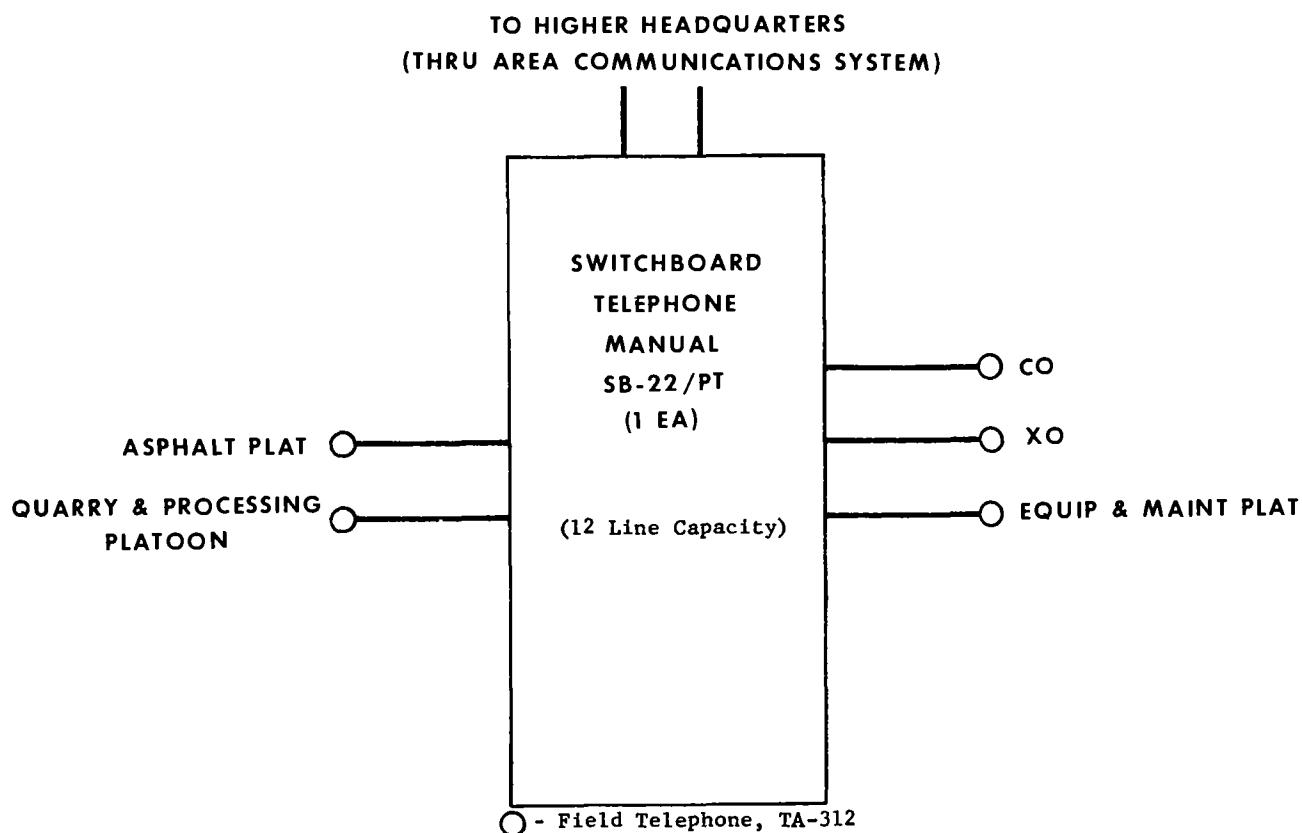 TO HIGHER HEADQUARTERS
(THRU AREA COMMUNICATIONS SYSTEM)
SWITCHBOARD
TELEPHONE
MANUAL
SB-22/PT
(1 EA)
(12 Line Capacity)
ASPHALT PLAT
QUARRY & PROCESSING
PLATOON
CO
XO
EQUIP & MAINT PLAT
- Field Telephone, TA-312